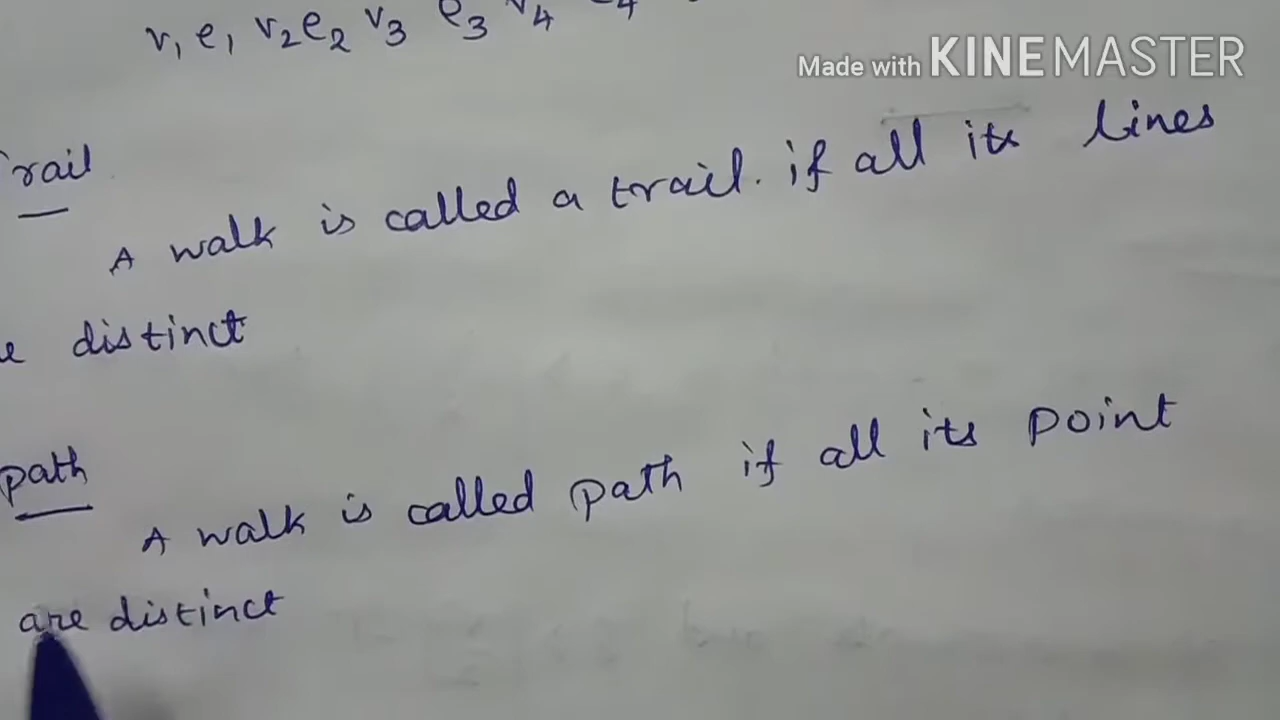 v1 e1 v2 e2 v3 e3 v4
Made with KINEMASTER
rail
A walk is called a trail. if all its lines
e distinct
path
A walk is called path if all its point
are distinct